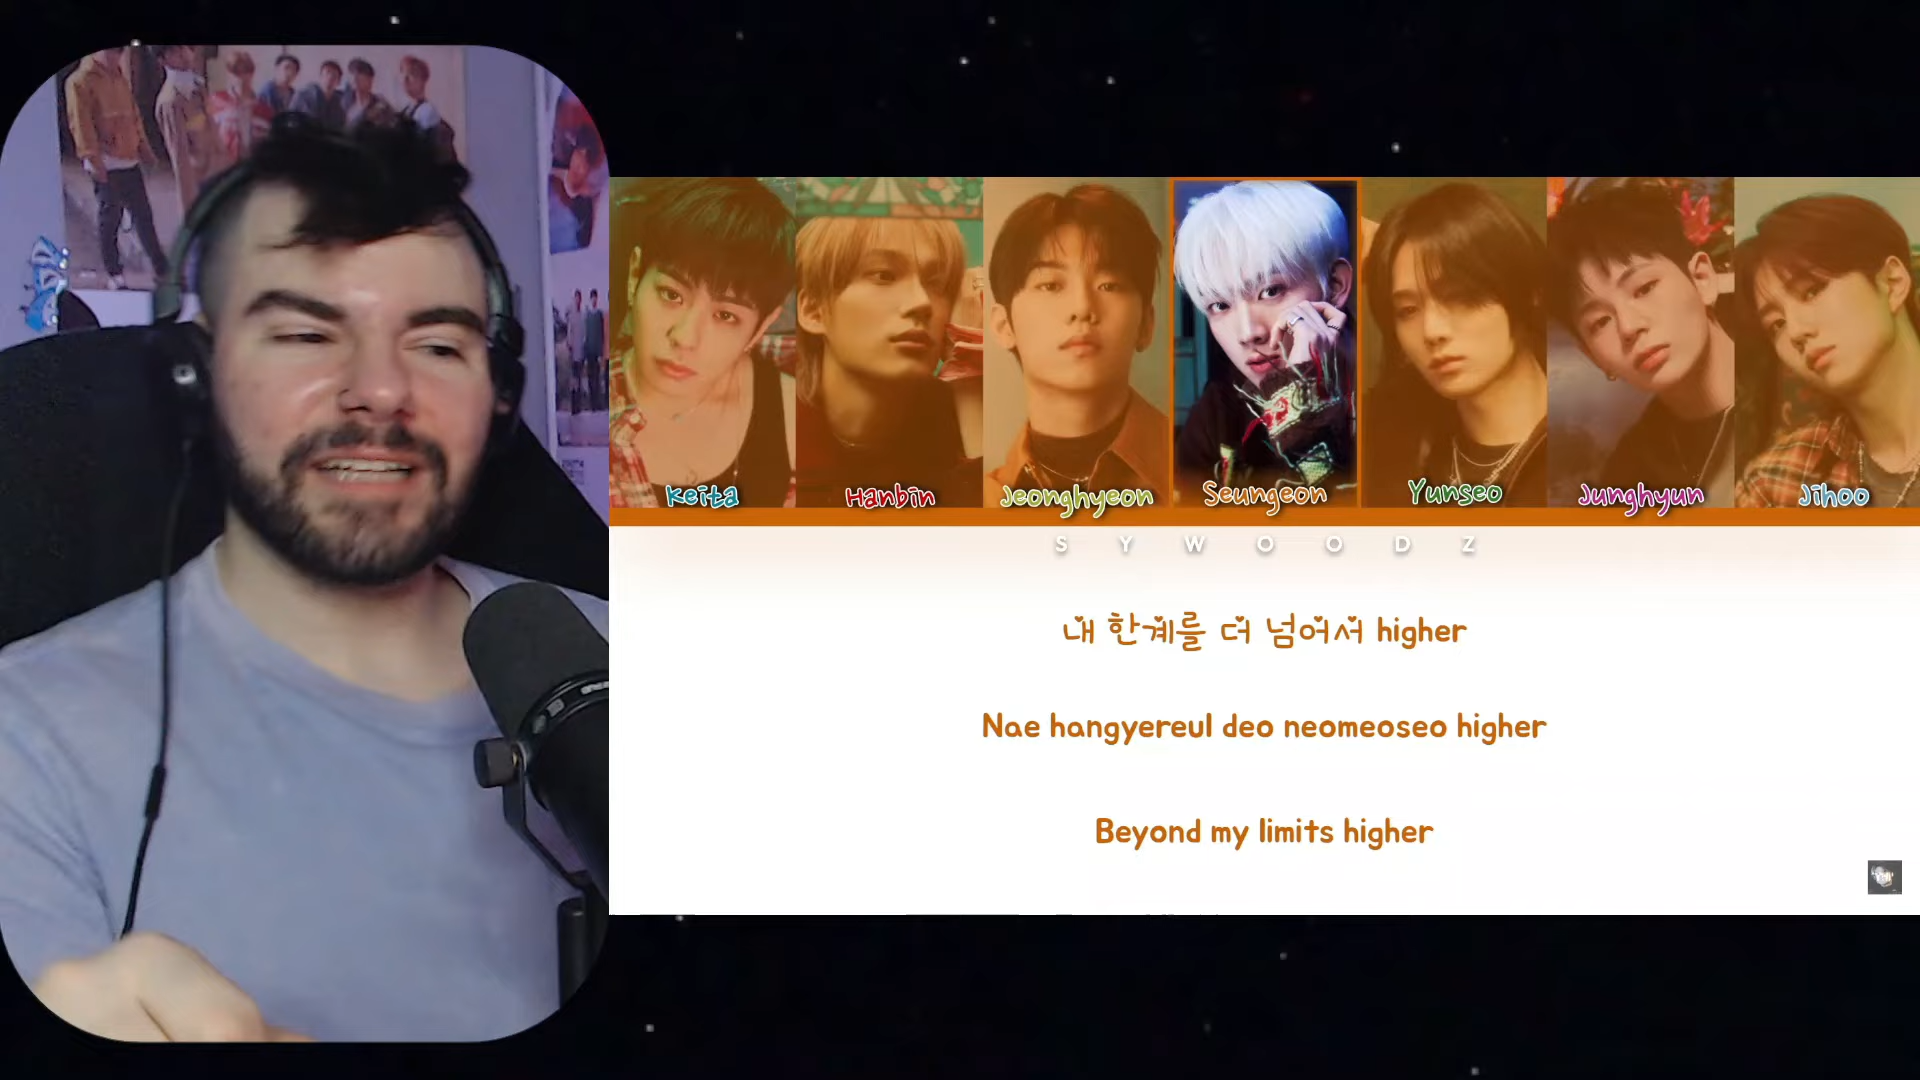 Keita
Hanbin
Jeonghyeon
Seungeon
Yunseo
Junghyun
Jihoo
S Y W O O D Z
내 한계를 더 넘어서 higher
Nae hangyereul deo neomeoseo higher
Beyond my limits higher